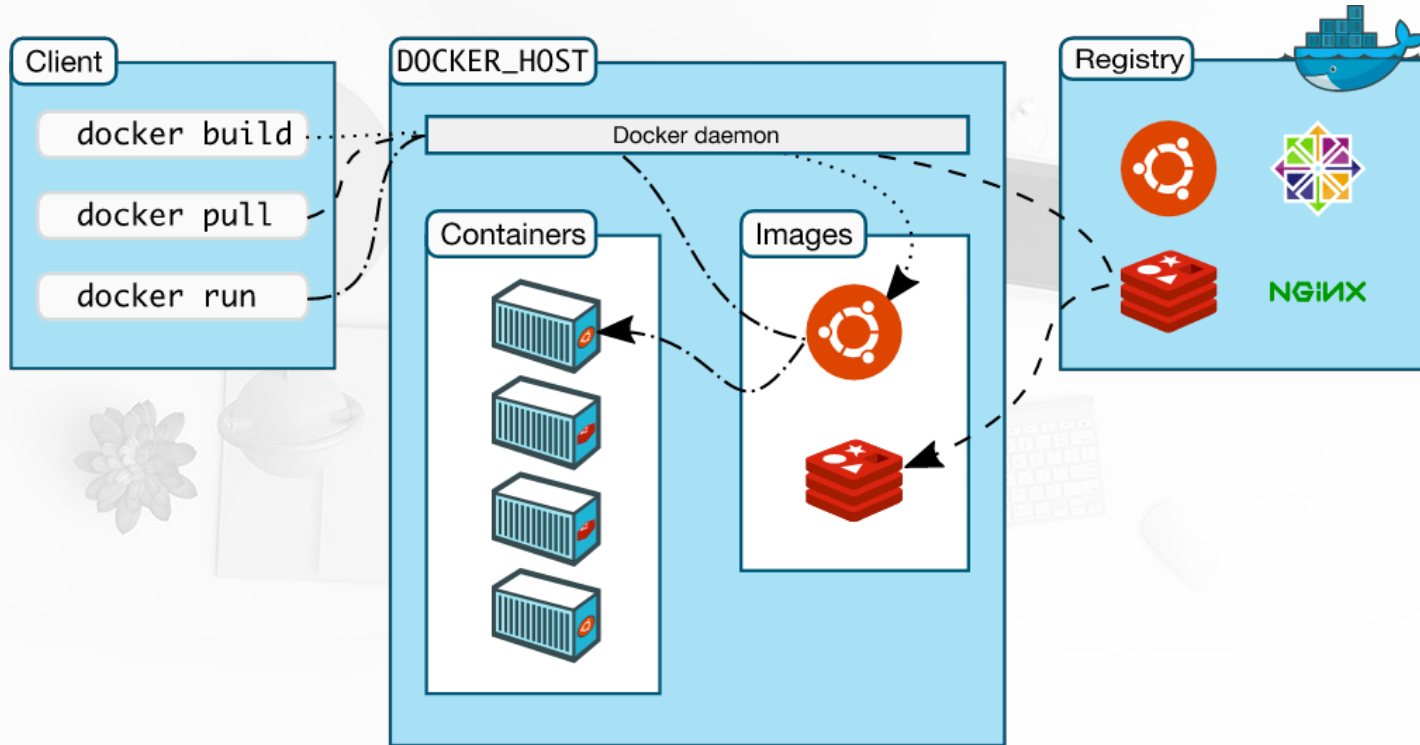 Client
docker build
docker pull
docker run
DOCKER_HOST
Docker daemon
Containers
Images
Registry
NGiNX